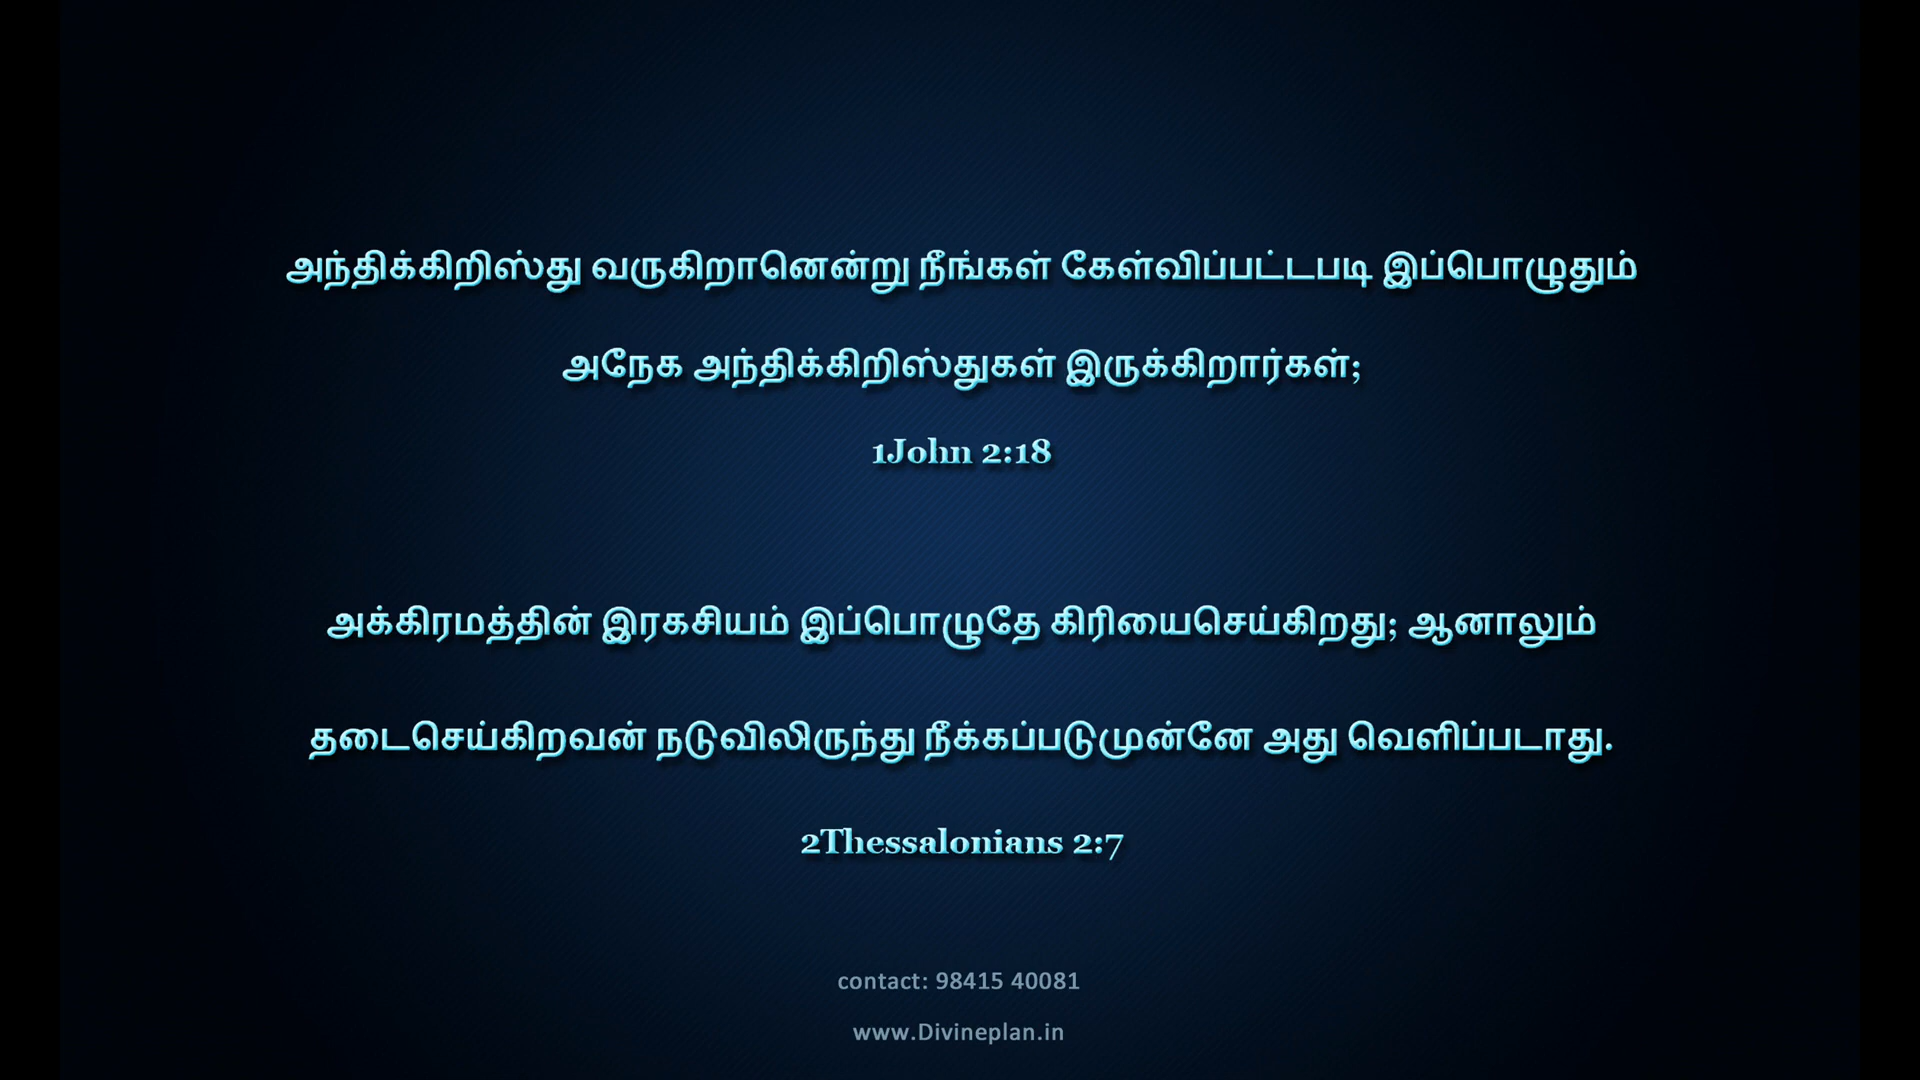 அந்திக்கிறிஸ்து வருகிறானென்று நீங்கள் கேள்விப்பட்டபடி இப்பொழுதும்
அநேக அந்திக்கிறிஸ்துகள் இருக்கிறார்கள்;
1John 2:18
அக்கிரமத்தின் இரகசியம் இப்பொழுதே கிரியைசெய்கிறது; ஆனாலும்
தடைசெய்கிறவன் நடுவிலிருந்து நீக்கப்படுமுன்னே அது வெளிப்படாது.
2Thessalonians 2:7
contact: 98415 40081
www.Divineplan.in